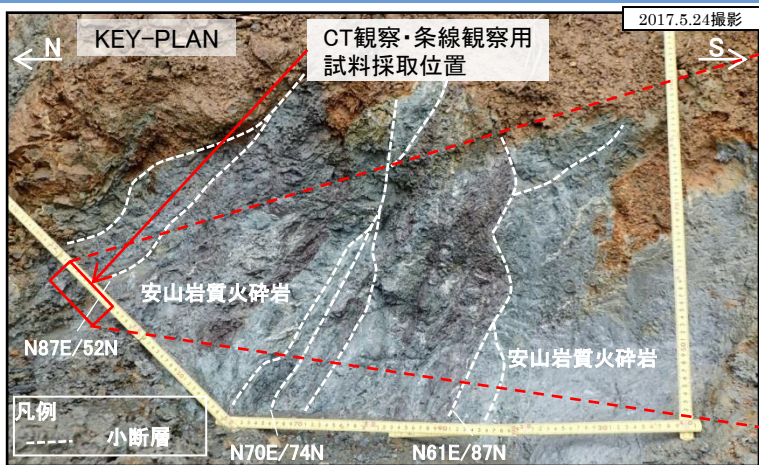 2017.5.24撮影
N
KEY-PLAN
CT観察・条線観察用
試料採取位置
S
安山岩質火砕岩
N87E/52N
安山岩質火砕岩
凡例
小断層
N70E/74N
N61E/87N